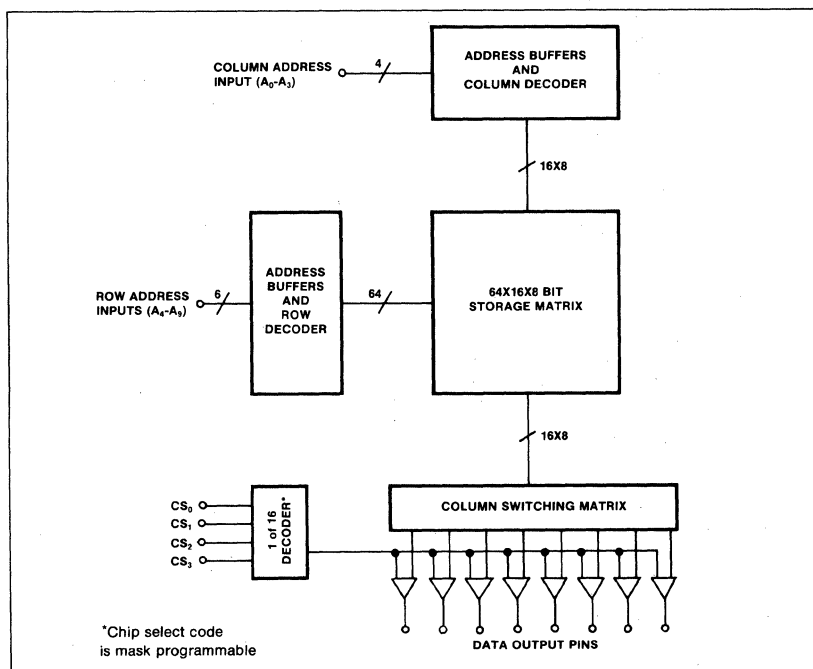 COLUMN ADDRESS
INPUT (A₀-A₃)
4
ADDRESS BUFFERS
AND
COLUMN DECODER
16X8
ROW ADDRESS
INPUTS (A₄-A₉)
6
ADDRESS
BUFFERS
AND
ROW
DECODER
64
64X16X8 BIT
STORAGE MATRIX
16X8
CS₀
CS₁
CS₂
CS₃
1 of 16
DECODER*
COLUMN SWITCHING MATRIX
*Chip select code
is mask programmable
DATA OUTPUT PINS